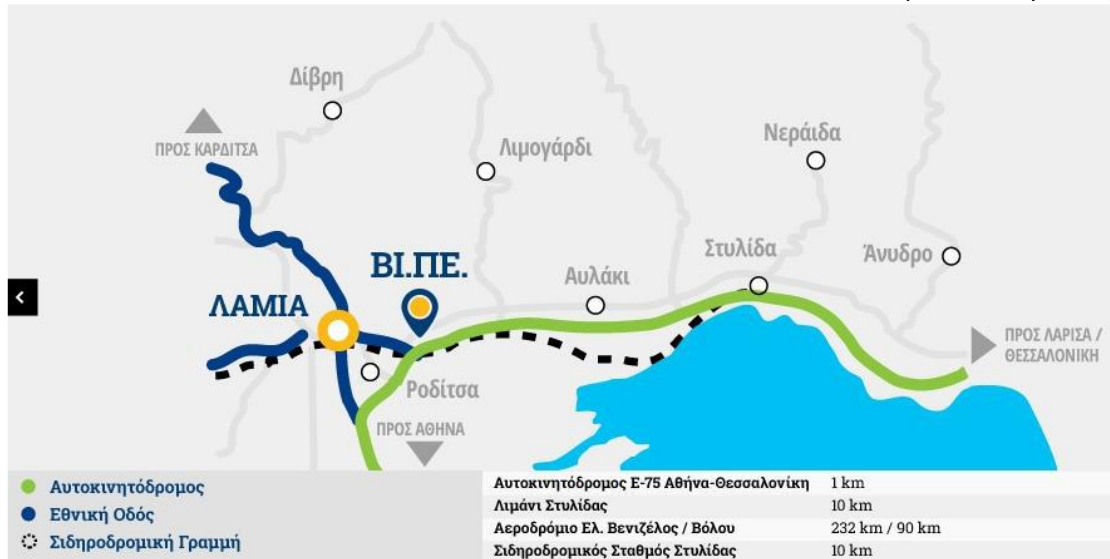 Δίβρη
ΠΡΟΣ ΚΑΡΔΙΤΣΑ
Λιμογάρδι
Νεράιδα
ΒΙ.ΠΕ.
Στυλίδα
Άνυδρο
Αυλάκι
ΛΑΜΙΑ
ΠΡΟΣ ΛΑΡΙΣΑ /
ΘΕΣΣΑΛΟΝΙΚΗ
Ροδίτσα
ΠΡΟΣ ΑΘΗΝΑ
Αυτοκινητόδρομος
Εθνική Οδός
Σιδηροδρομική Γραμμή
Αυτοκινητόδρομος Ε-75 Αθήνα-Θεσσαλονίκη 1 km
Λιμάνι Στυλίδας 10 km
Αεροδρόμιο Ελ. Βενιζέλος / Βόλου 232 km / 90 km
Σιδηροδρομικός Σταθμός Στυλίδας 10 km